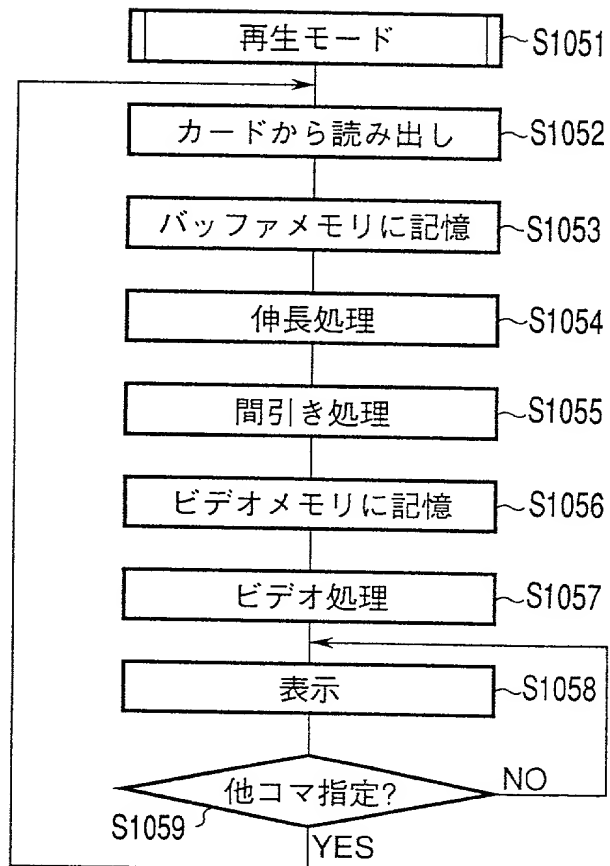 再生モード
S1051
カードから読み出し
S1052
バッファメモリに記憶
S1053
伸長処理
S1054
間引き処理
S1055
ビデオメモリに記憶
S1056
ビデオ処理
S1057
表示
S1058
他コマ指定?
NO
S1059
YES